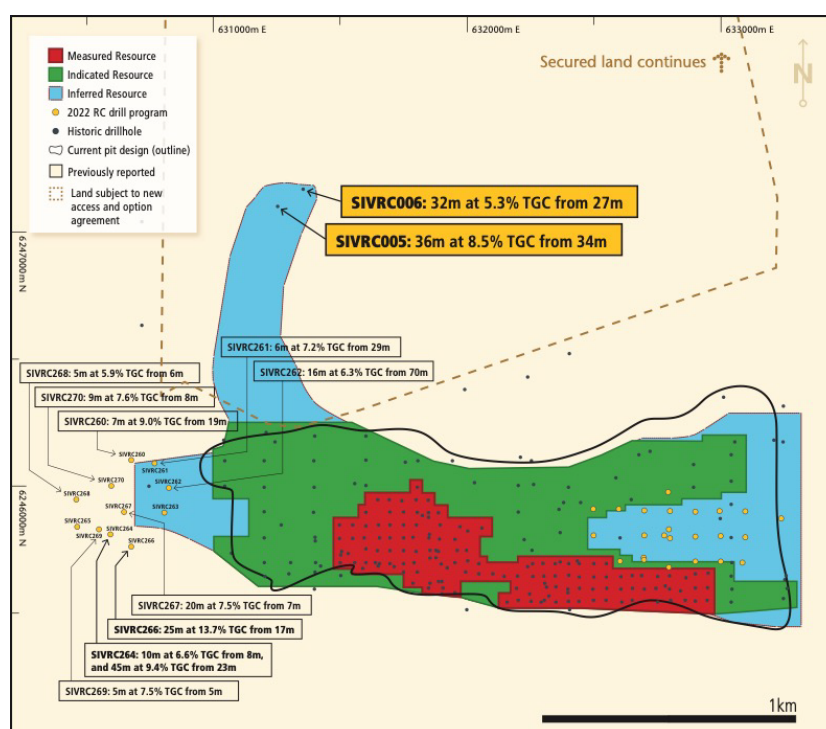 631000m E
632000m E
633000m E
Measured Resource
Indicated Resource
Inferred Resource
2022 RC drill program
Historic drillhole
Current pit design (outline)
Previously reported
Land subject to new
access and option
agreement
Secured land continues
N
SIVRC006: 32m at 5.3% TGC from 27m
SIVRC005: 36m at 8.5% TGC from 34m
6247000m N
SIVRC261: 6m at 7.2% TGC from 29m
SIVRC268: 5m at 5.9% TGC from 6m
SIVRC262: 16m at 6.3% TGC from 70m
SIVRC270: 9m at 7.6% TGC from 8m
SIVRC260: 7m at 9.0% TGC from 19m
SIVRC260
SIVRC261
SIVRC270
SIVRC262
SIVRC268
6246000m N
SIVRC267
SIVRC263
SIVRC265
SIVRC264
SIVRC269
SIVRC266
SIVRC267: 20m at 7.5% TGC from 7m
SIVRC266: 25m at 13.7% TGC from 17m
SIVRC264: 10m at 6.6% TGC from 8m,
and 45m at 9.4% TGC from 23m
SIVRC269: 5m at 7.5% TGC from 5m
1km